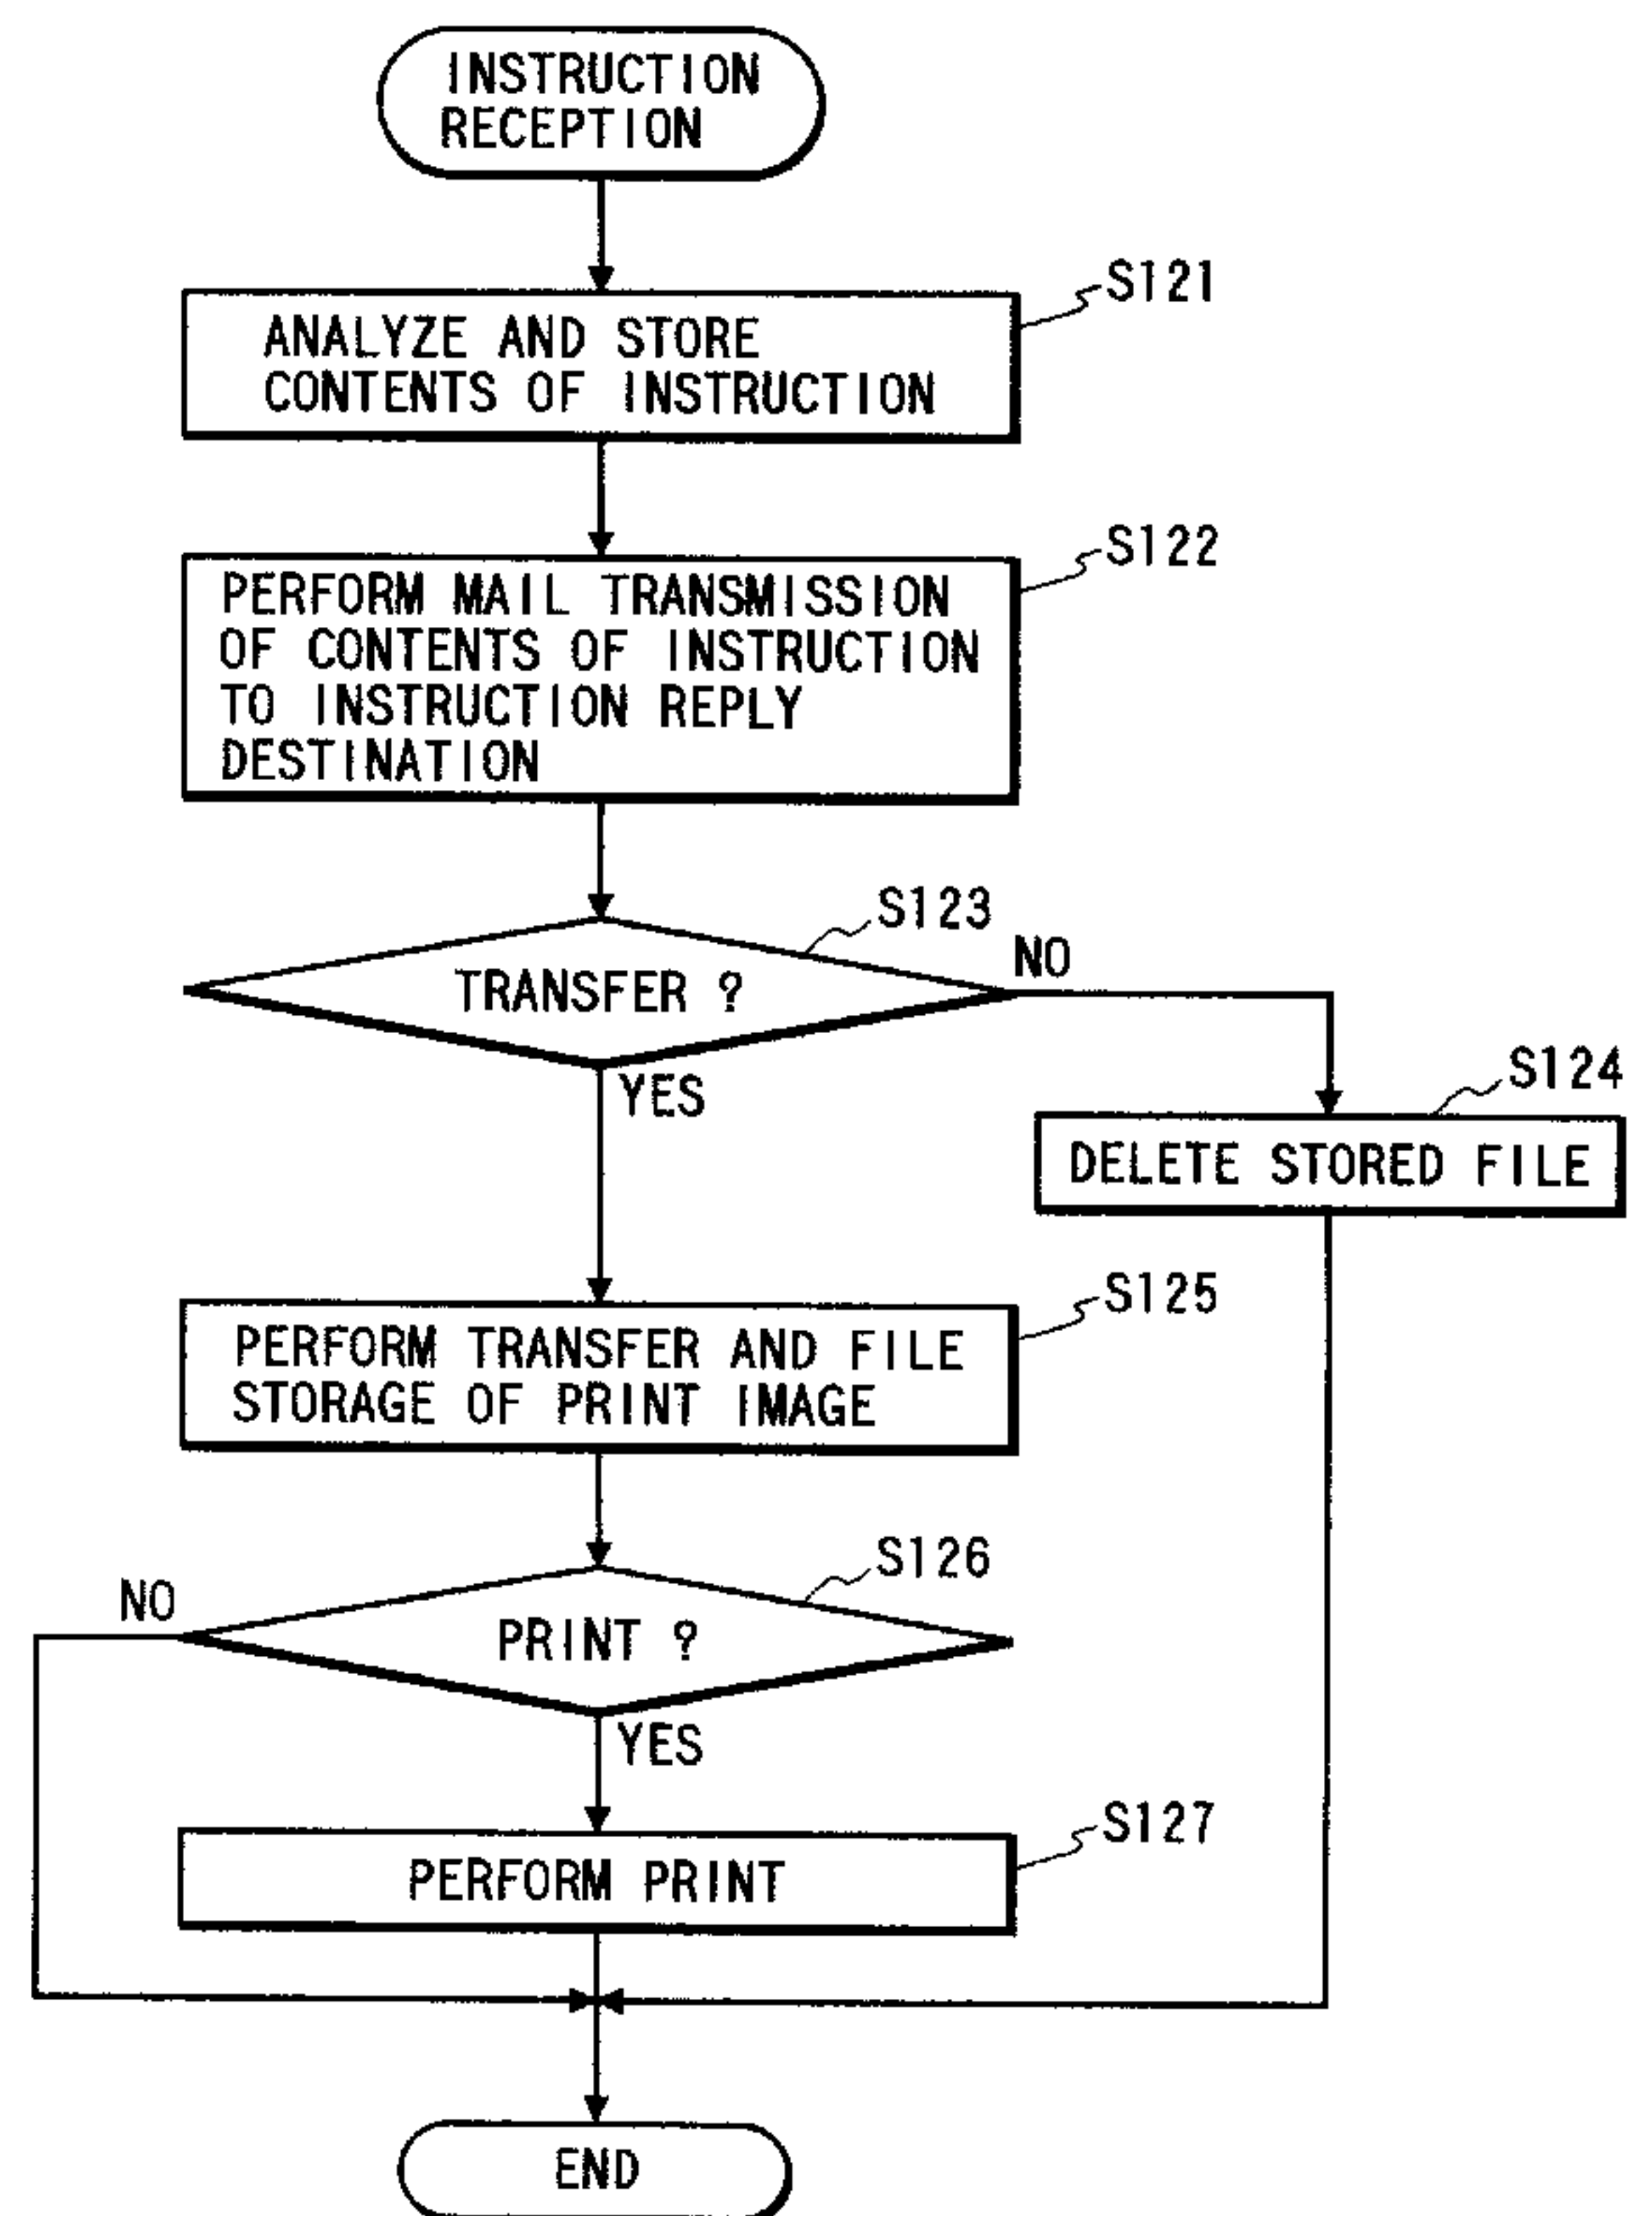 INSTRUCTION
RECEPTION
S121
ANALYZE AND STORE
CONTENTS OF INSTRUCTION
S122
PERFORM MAIL TRANSMISSION
OF CONTENTS OF INSTRUCTION
TO INSTRUCTION REPLY
DESTINATION
S123
TRANSFER ?
NO
YES
S124
DELETE STORED FILE
S125
PERFORM TRANSFER AND FILE
STORAGE OF PRINT IMAGE
S126
NO
PRINT ?
YES
S127
PERFORM PRINT
END